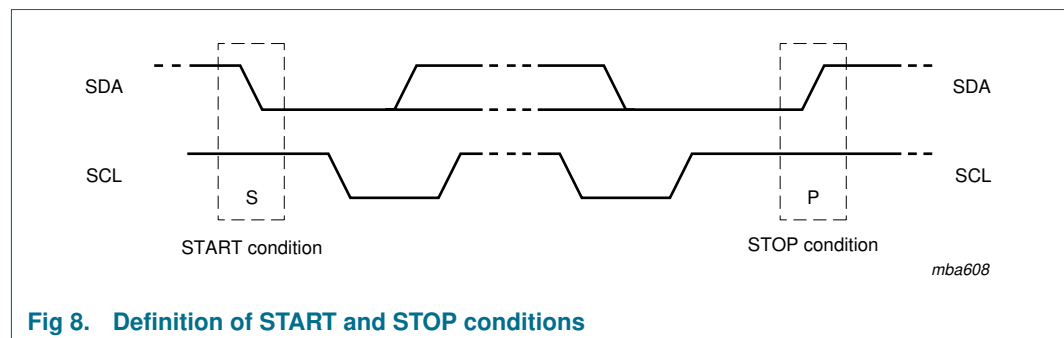 SDA
SDA
SCL
SCL
S
P
START condition
STOP condition
mba608
Fig 8. Definition of START and STOP conditions